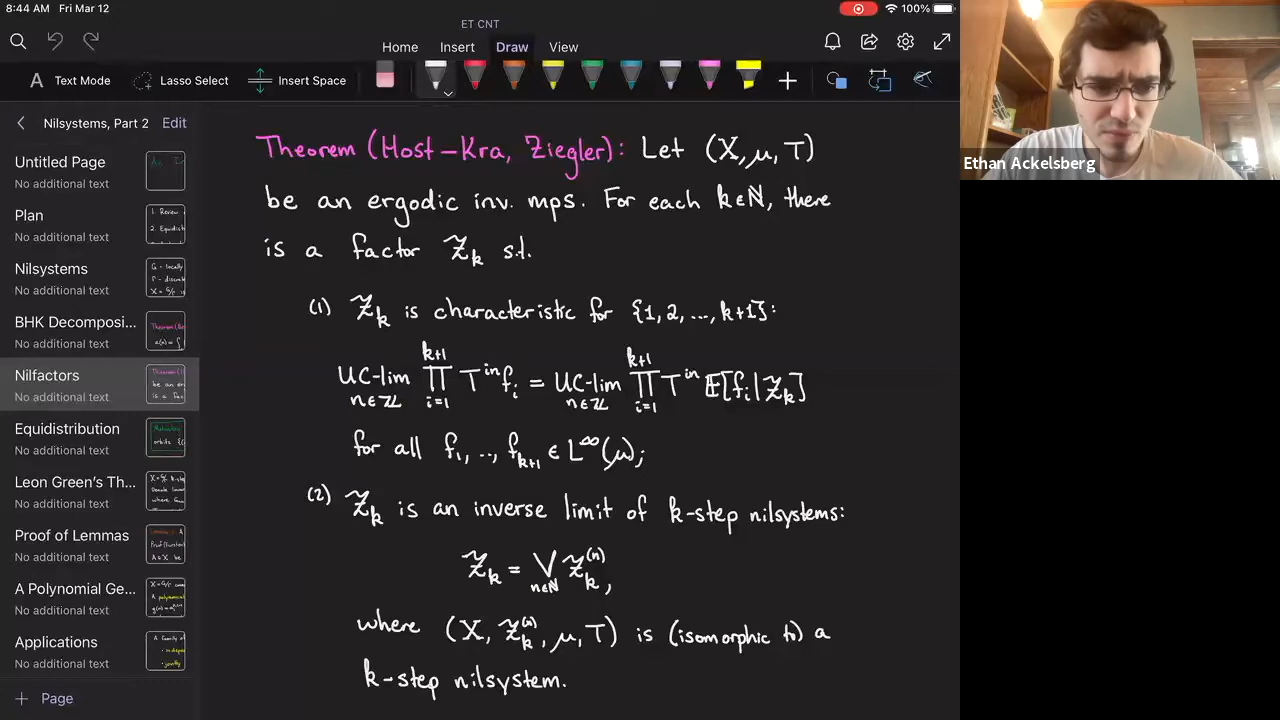 8:44 AM Fri Mar 12
100%
ET CNT
Home Insert Draw View
Text Mode Lasso Select Insert Space
Nilsystems, Part 2 Edit
Untitled Page
No additional text
Plan
No additional text
Nilsystems
No additional text
BHK Decomposi...
No additional text
Nilfactors
No additional text
Equidistribution
No additional text
Leon Green's Th...
No additional text
Proof of Lemmas
No additional text
A Polynomial Ge...
No additional text
Applications
No additional text
Page
Theorem (Host-Kra, Ziegler): Let (X, μ, T)
be an ergodic inv. mps. For each k∈ℕ, there
is a factor Z_k s.t.
(1) Z_k is characteristic for {1, 2, ..., k+1}:
UC-lim_{n∈ℤ} ∏_{i=1}^{k+1} T^{in} f_i = UC-lim_{n∈ℤ} ∏_{i=1}^{k+1} T^{in} 𝔼[f_i | Z_k]
for all f_1, .., f_{k+1} ∈ L^∞(μ);
(2) Z_k is an inverse limit of k-step nilsystems:
Z_k = ⋁_{n∈ℕ} Z_k^{(n)},
where (X, Z_k^{(n)}, μ, T) is (isomorphic to) a
k-step nilsystem.
Ethan Ackelsberg